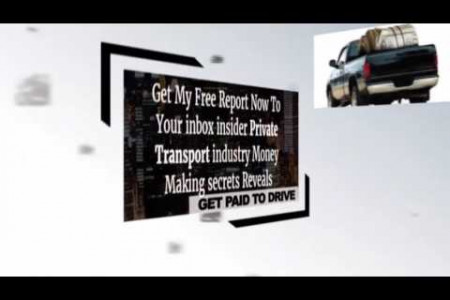 Get My Free Report Now To
Your inbox insider Private
Transport industry Money
Making secrets Reveals
GET PAID TO DRIVE